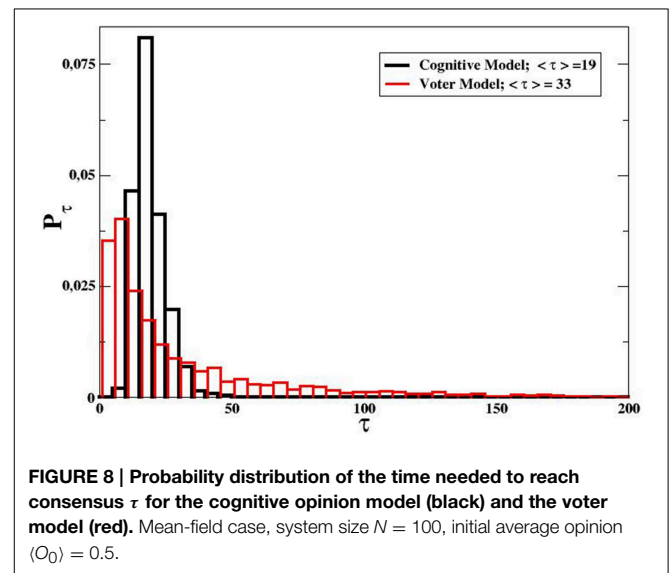 0,075
0,05
0,025
0
P τ
Cognitive Model; < τ > =19
Voter Model; < τ > = 33
0 50 100 150 200
τ
FIGURE 8 | Probability distribution of the time needed to reach
consensus τ for the cognitive opinion model (black) and the voter
model (red). Mean-field case, system size N = 100, initial average opinion
⟨O0⟩ = 0.5.